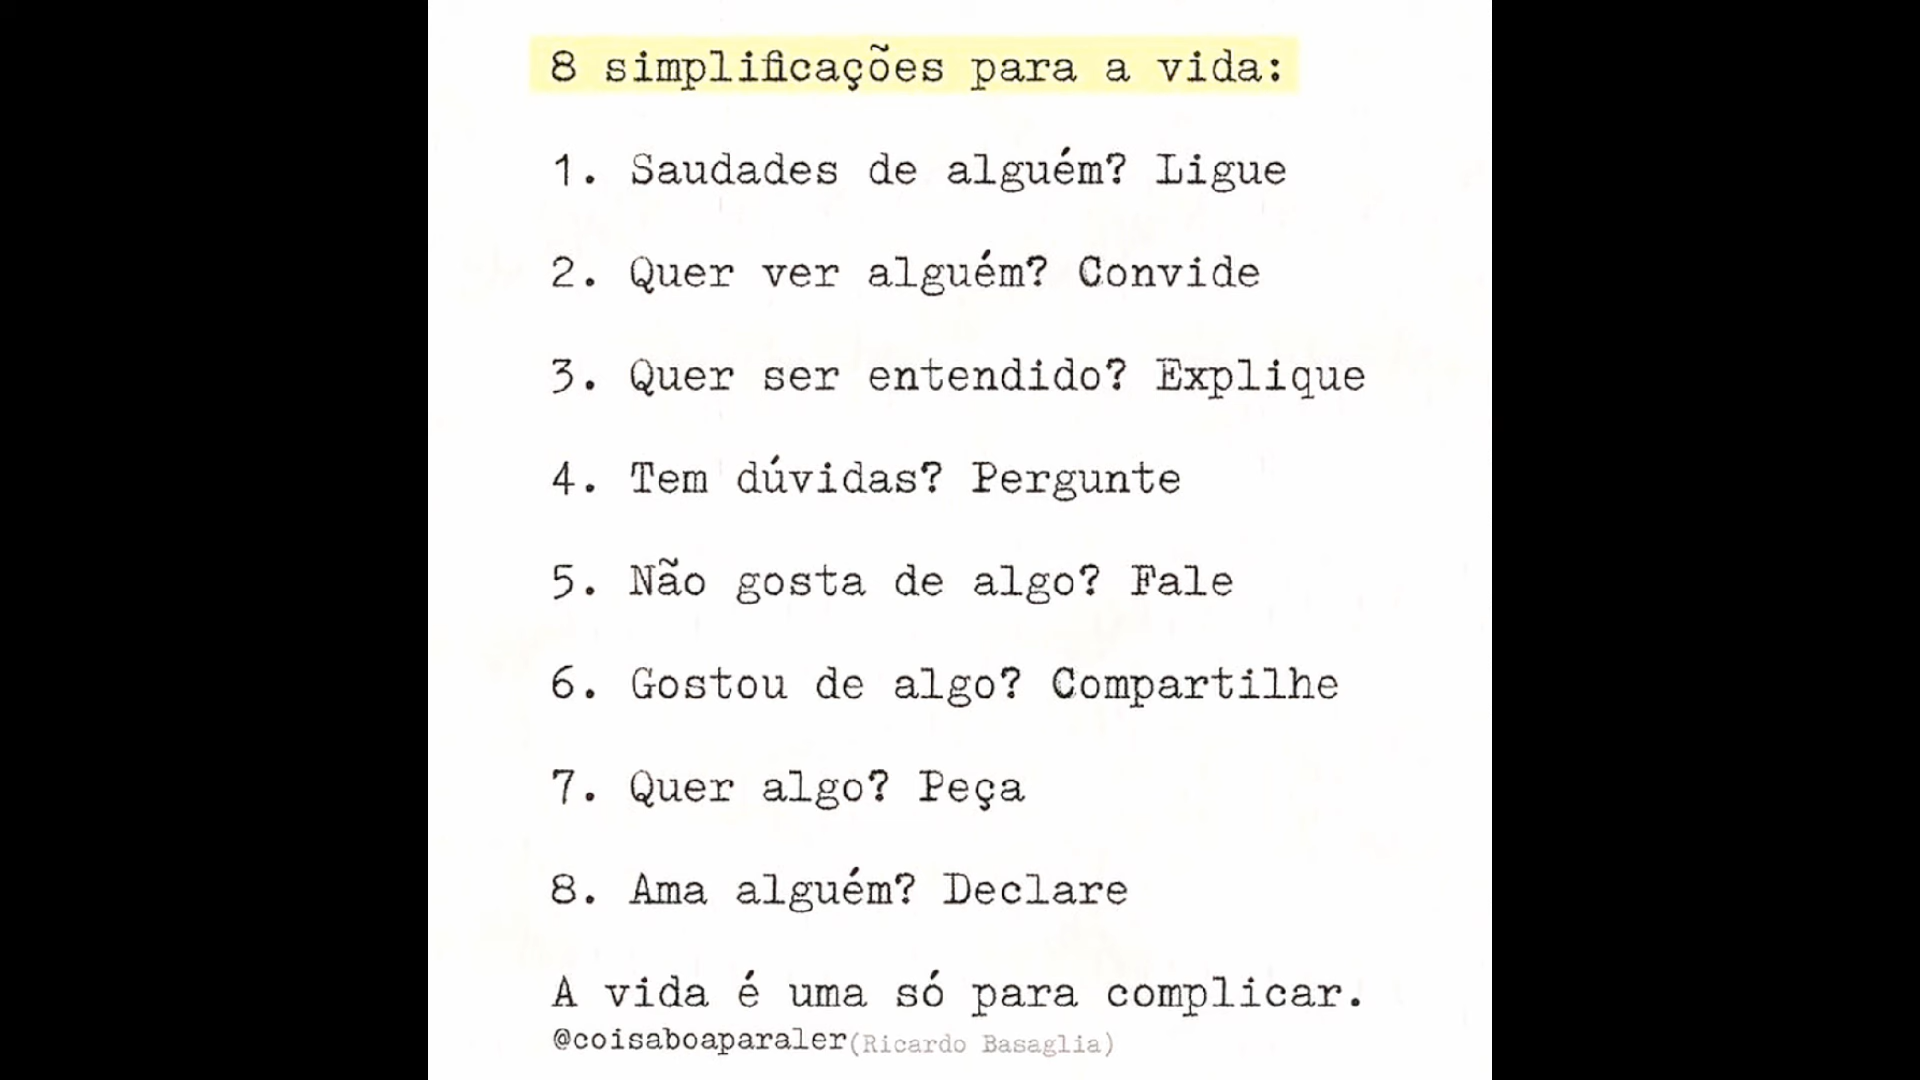 8 simplificações para a vida:
1. Saudades de alguém? Ligue
2. Quer ver alguém? Convide
3. Quer ser entendido? Explique
4. Tem dúvidas? Pergunte
5. Não gosta de algo? Fale
6. Gostou de algo? Compartilhe
7. Quer algo? Peça
8. Ama alguém? Declare
A vida é uma só para complicar.
@coisaboaparaler(Ricardo Basaglia)